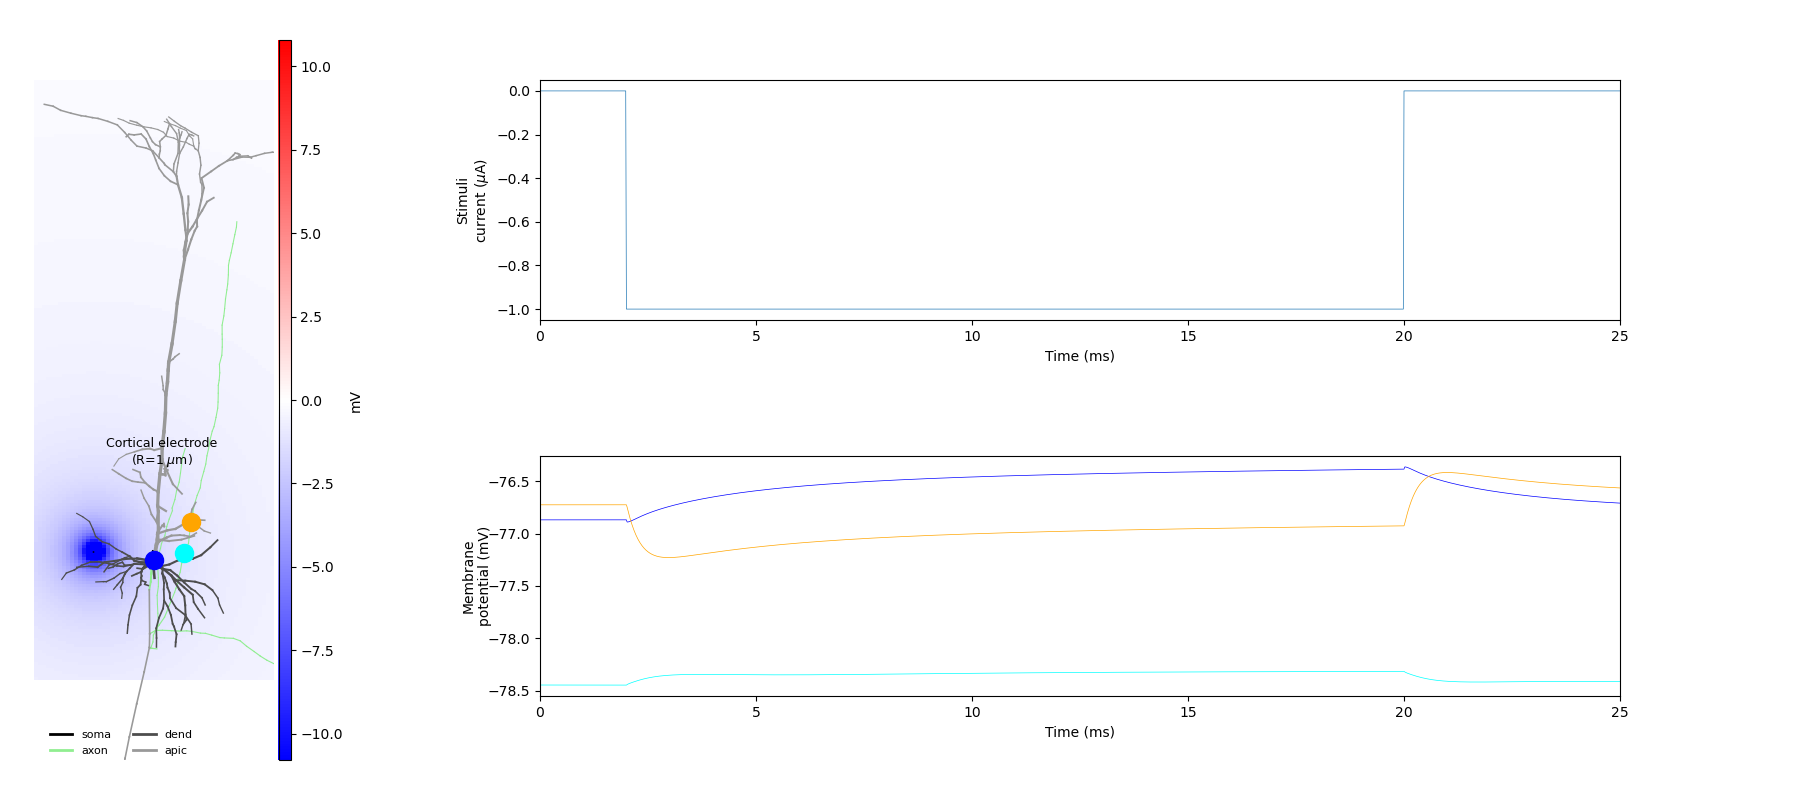 10.0
7.5
5.0
2.5
0.0
−2.5
−5.0
−7.5
−10.0
mV
Cortical electrode
(R=1 μm)
soma
dend
axon
apic
0.0
−0.2
−0.4
−0.6
−0.8
−1.0
Stimuli
current (μA)
0 5 10 15 20 25
Time (ms)
−76.5
−77.0
−77.5
−78.0
−78.5
Membrane
potential (mV)
0 5 10 15 20 25
Time (ms)